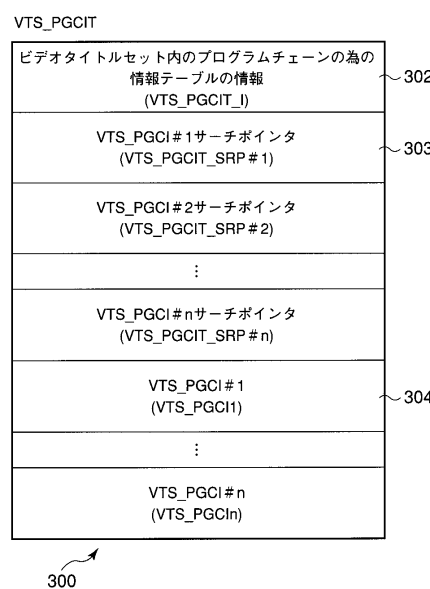 VTS_PGCIT
ビデオタイトルセット内のプログラムチェーンの為の
情報テーブルの情報
(VTS_PGCIT_I)
302
VTS_PGCI#1サーチポインタ
(VTS_PGCIT_SRP#1)
303
VTS_PGCI#2サーチポインタ
(VTS_PGCIT_SRP#2)
⋮
VTS_PGCI#nサーチポインタ
(VTS_PGCIT_SRP#n)
VTS_PGCI#1
(VTS_PGCI1)
304
⋮
VTS_PGCI#n
(VTS_PGCIn)
300